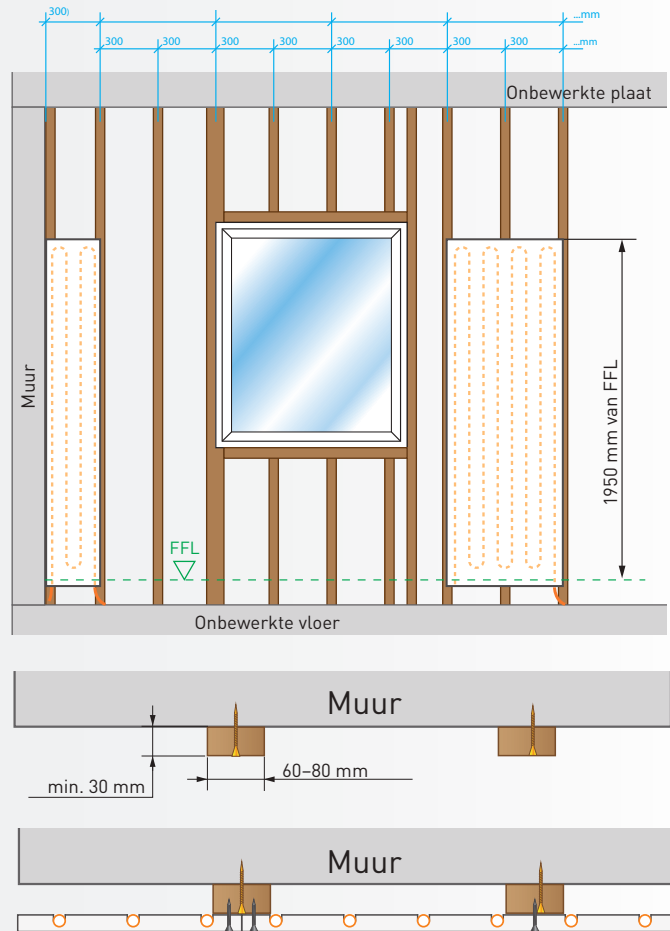 300) ...mm
300 300 300 300 300 300 300 300 ...mm
Onbewerkte plaat
Muur
1950 mm van FFL
FFL
Onbewerkte vloer
Muur
60–80 mm
min. 30 mm
Muur